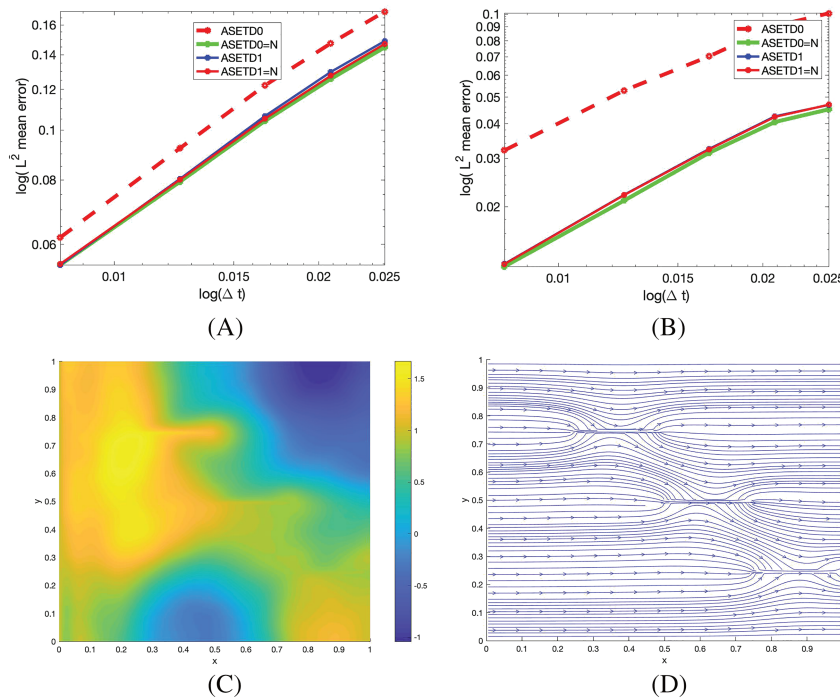 0.16
0.14
0.12
0.1
0.08
0.06
log( L² mean error)
ASETD0
ASETD0=N
ASETD1
ASETD1=N
0.01 0.015 0.02 0.025
log(Δ t)
(A)
0.1
0.09
0.08
0.07
0.06
0.05
0.04
0.03
0.02
log( L² mean error)
ASETD0
ASETD0=N
ASETD1
ASETD1=N
0.01 0.015 0.02 0.025
log(Δ t)
(B)
1
0.9
0.8
0.7
0.6
0.5
0.4
0.3
0.2
0.1
0
y
0 0.1 0.2 0.3 0.4 0.5 0.6 0.7 0.8 0.9 1
x
1.5
1
0.5
0
-0.5
-1
(C)
1
0.9
0.8
0.7
0.6
0.5
0.4
0.3
0.2
0.1
0
y
0 0.1 0.2 0.3 0.4 0.5 0.6 0.7 0.8 0.9
x
(D)